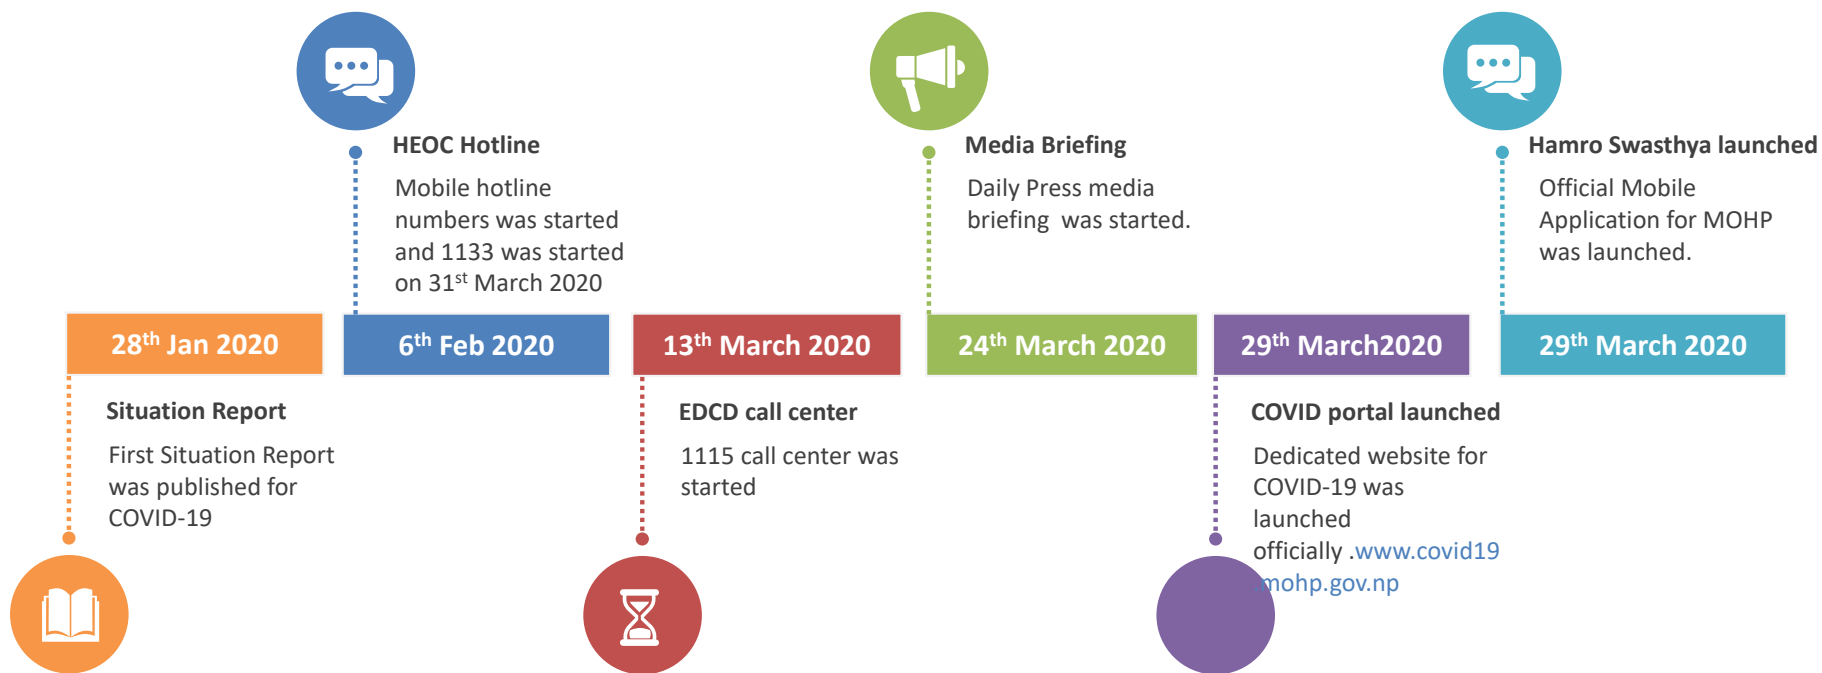 HEOC Hotline
Mobile hotline
numbers was started
and 1133 was started
on 31st March 2020
Media Briefing
Daily Press media
briefing  was started.
Hamro Swasthya launched
Official Mobile
Application for MOHP
was launched.
28th Jan 2020
6th Feb 2020
13th March 2020
24th March 2020
29th March2020
29th March 2020
Situation Report
First Situation Report
was published for
COVID-19
EDCD call center
1115 call center was
started
COVID portal launched
Dedicated website for
COVID-19 was
launched
officially .www.covid19
.mohp.gov.np